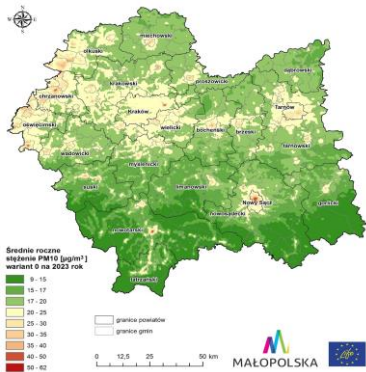 miechowski
olkuski
dąbrowski
krakowski
proszowicki
chrzanowski
Tarnów
Kraków
oświęcimski
wielicki
bocheński
brzeski
wadowicki
tarnowski
myślenicki
suski
limanowski
Nowy Sącz
gorlicki
nowosądecki
nowotarski
tatrzański
Średnie roczne
stężenie PM10 [µg/m³]
wariant 0 na 2023 rok
9 - 15
15 - 17
17 - 20
20 - 25
25 - 30
30 - 35
35 - 40
40 - 50
50 - 62
granice powiatów
granice gmin
0 12,5 25 50 km
MAŁOPOLSKA